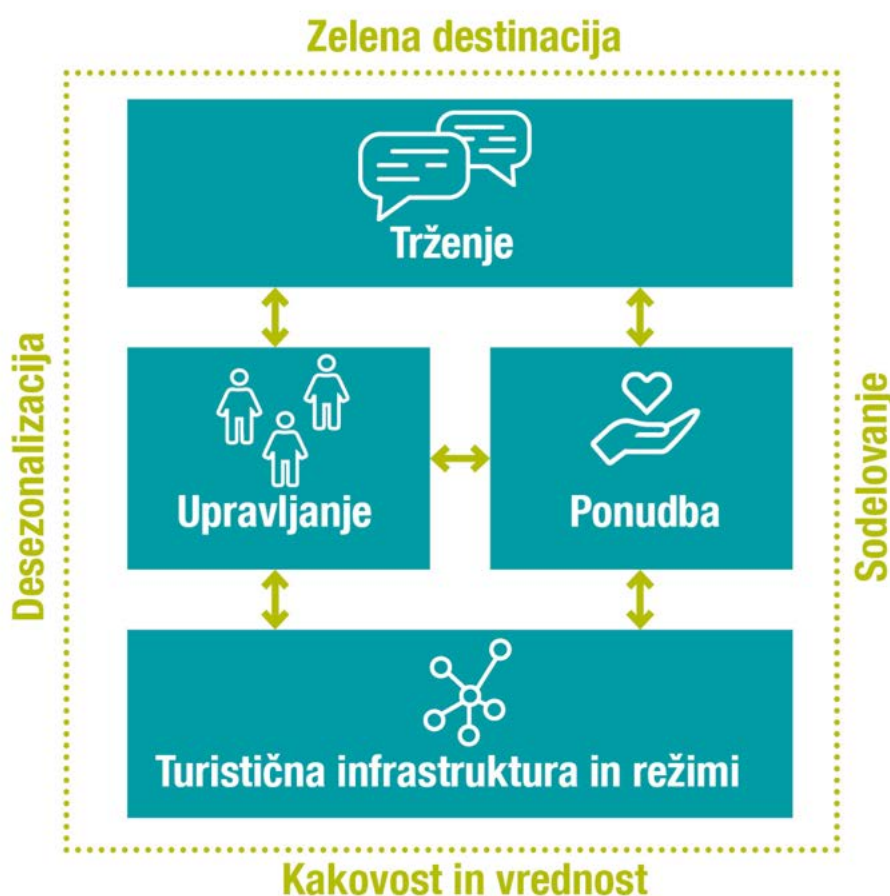 Zelena destinacija
Trženje
Desezonalizacija
Upravljanje
Ponudba
Sodelovanje
Turistična infrastruktura in režimi
Kakovost in vrednost